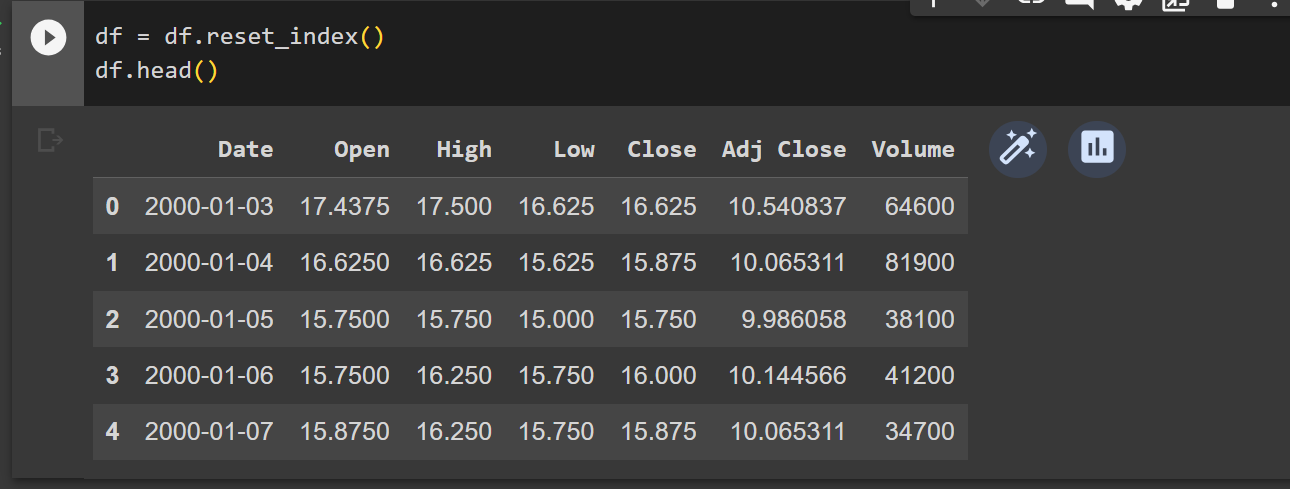 df = df.reset_index()
df.head()
Date Open High Low Close Adj Close Volume
0 2000-01-03 17.4375 17.500 16.625 16.625 10.540837 64600
1 2000-01-04 16.6250 16.625 15.625 15.875 10.065311 81900
2 2000-01-05 15.7500 15.750 15.000 15.750 9.986058 38100
3 2000-01-06 15.7500 16.250 15.750 16.000 10.144566 41200
4 2000-01-07 15.8750 16.250 15.750 15.875 10.065311 34700